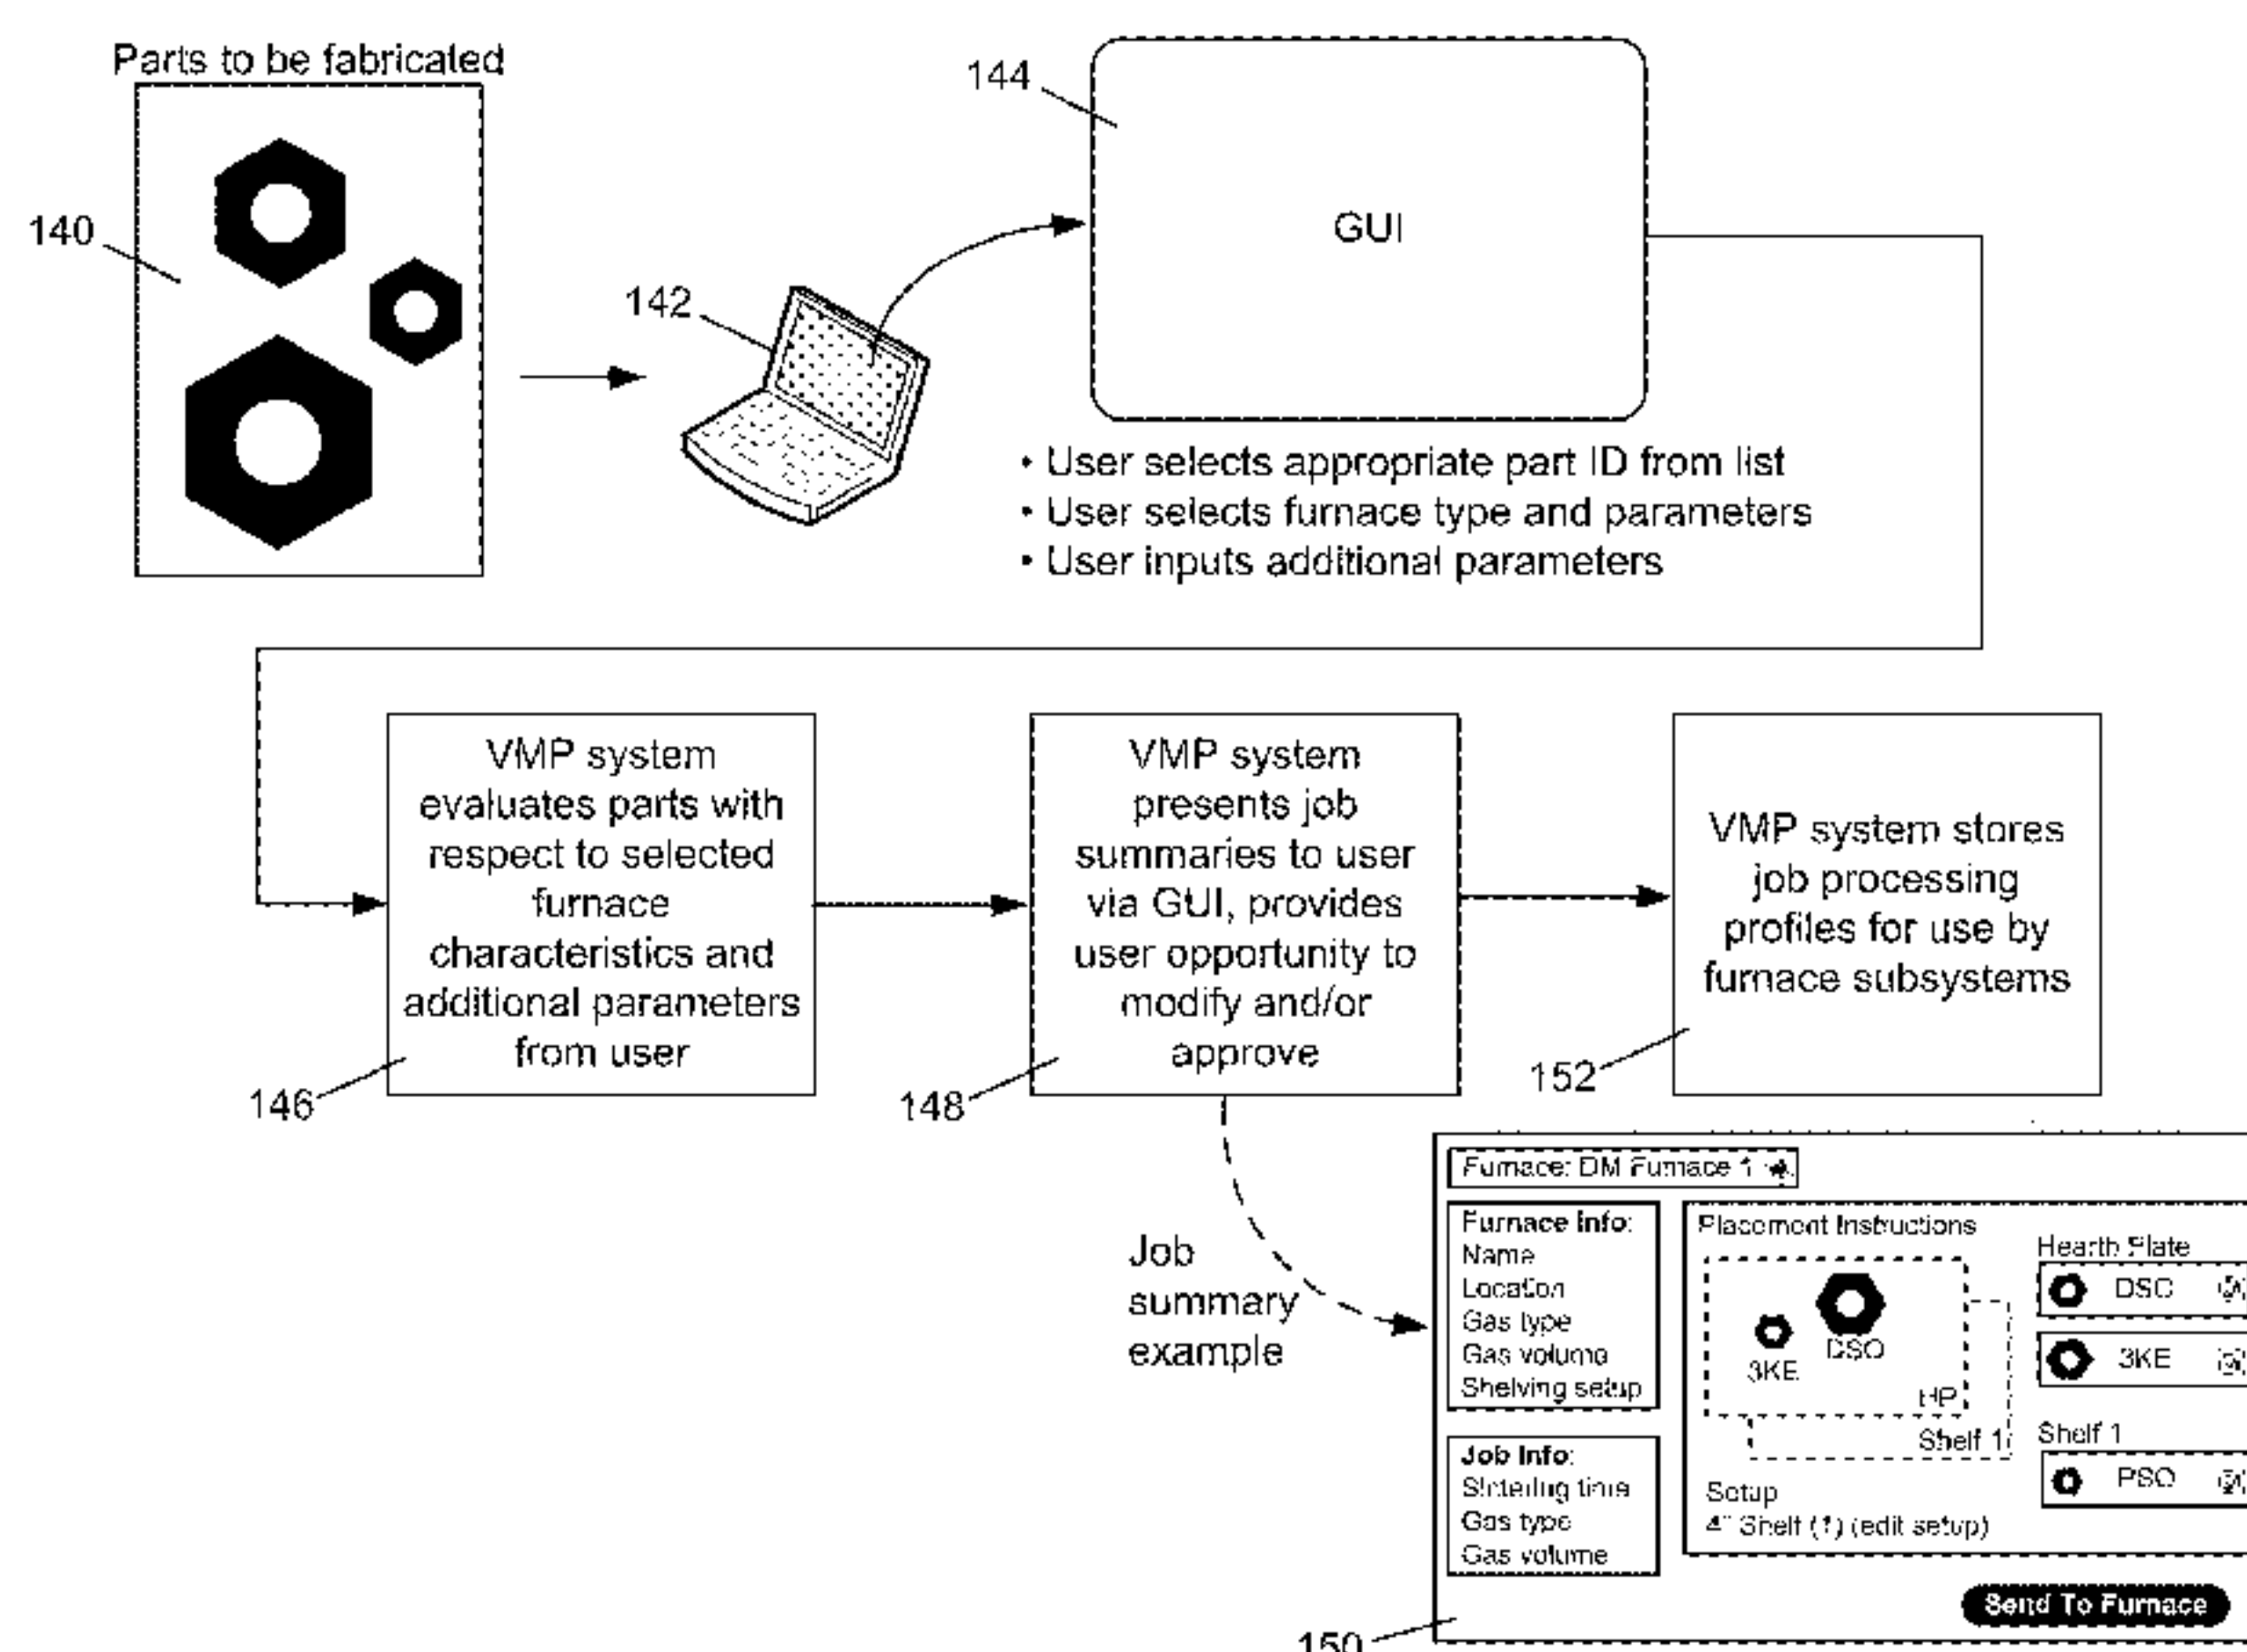 Parts to be fabricated
140
142
144
GUI
• User selects appropriate part ID from list
• User selects furnace type and parameters
• User inputs additional parameters
VMP system
evaluates parts with
respect to selected
furnace
characteristics and
additional parameters
from user
146
VMP system
presents job
summaries to user
via GUI, provides
user opportunity to
modify and/or
approve
148
VMP system stores
job processing
profiles for use by
furnace subsystems
152
Job
summary
example
Furnace: DM Furnace 1
Furnace Info:
Name
Location
Gas type
Gas volume
Shelving setup
Job Info:
Sintering time
Gas type
Gas volume
Placement Instructions
3KE
DSO
HP
Shelf 1
Setup
4" Shelf (1) (edit setup)
Hearth Plate
DSO
3KE
Shelf 1
PSO
Send To Furnace
150